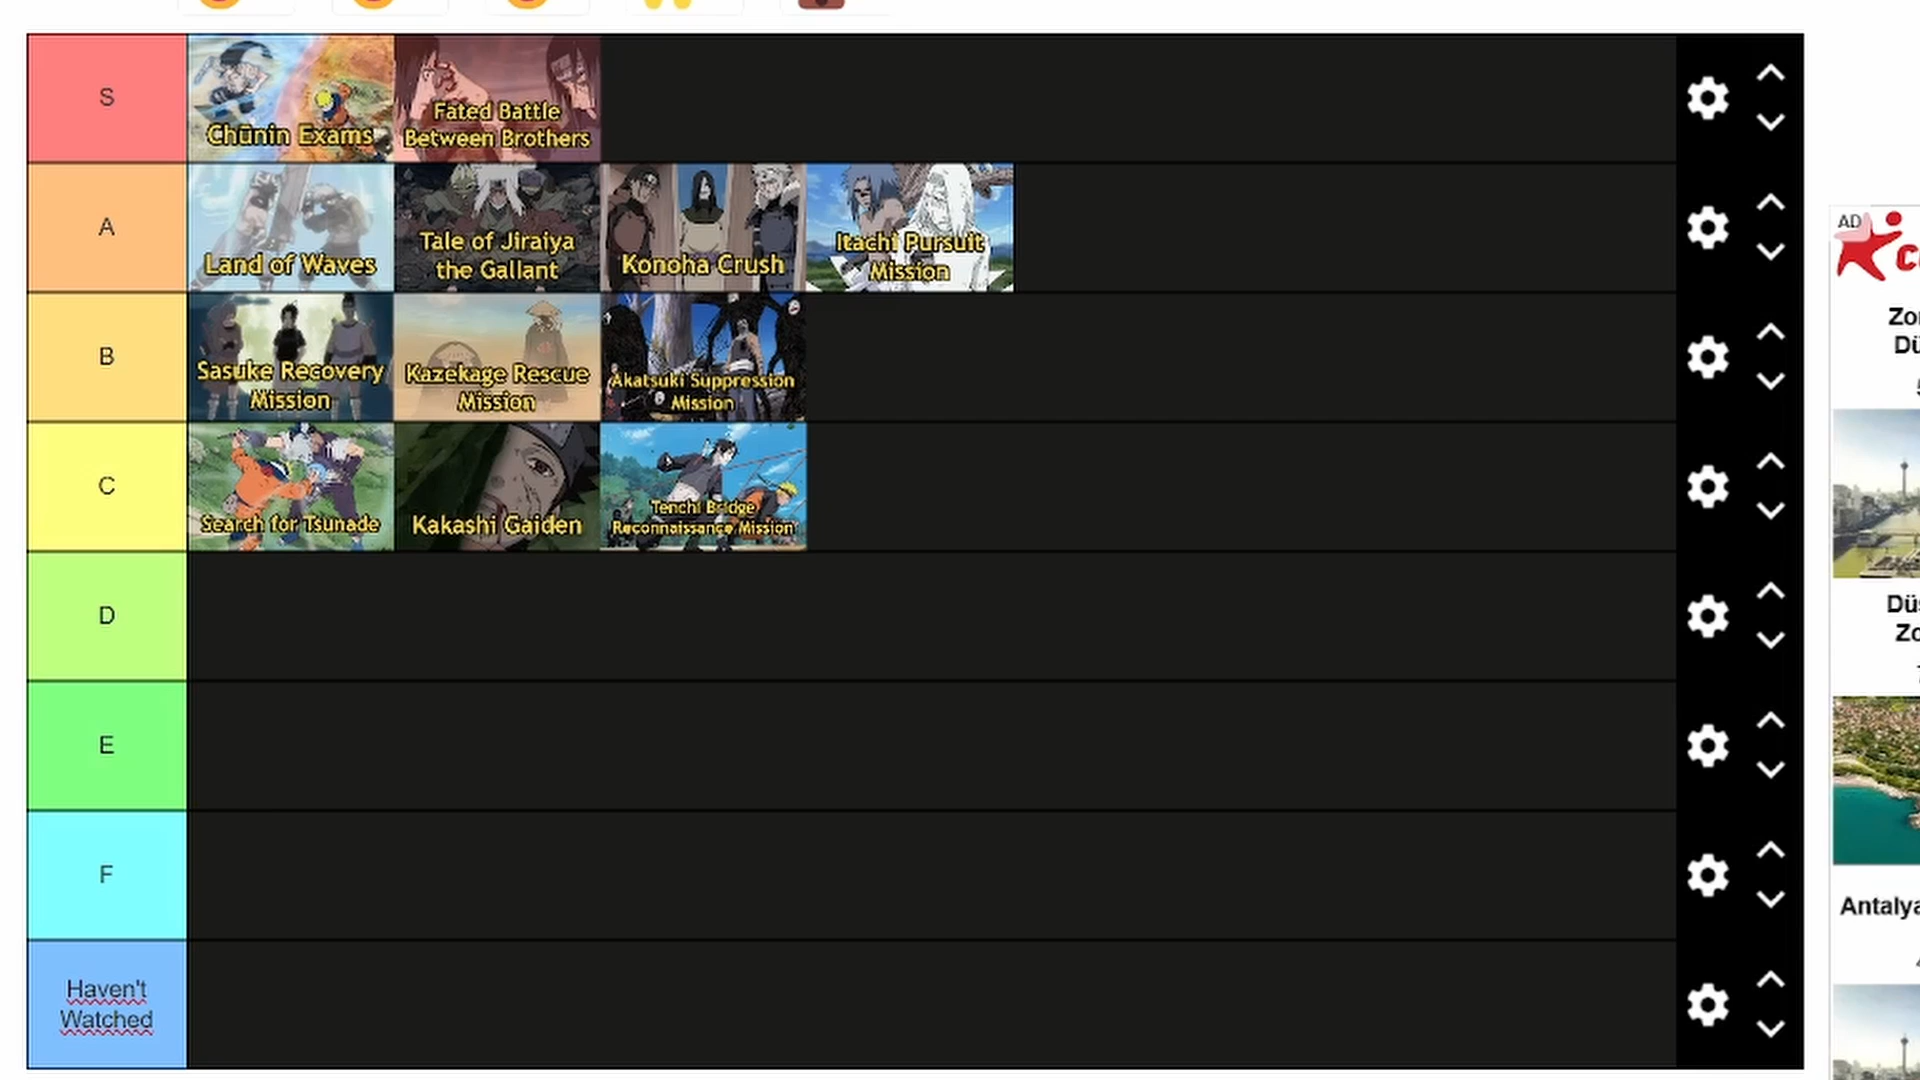 S
Chūnin Exams
Fated Battle
Between Brothers
A
Land of Waves
Tale of Jiraiya
the Gallant
Konoha Crush
Itachi Pursuit
Mission
B
Sasuke Recovery
Mission
Kazekage Rescue
Mission
Akatsuki Suppression
Mission
C
Search for Tsunade
Kakashi Gaiden
Tenchi Bridge
Reconnaissance Mission
D
E
F
Haven't
Watched
AD